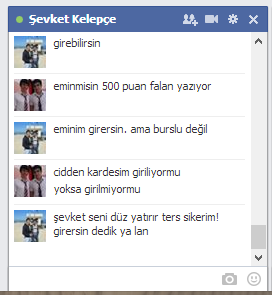 Şevket Kelepçe
girebilirsin
eminmisin 500 puan falan yazıyor
eminim girersin. ama burslu değil
cidden kardesim giriliyormu
yoksa girilmiyormu
şevket seni düz yatırır ters sikerim!
girersin dedik ya lan